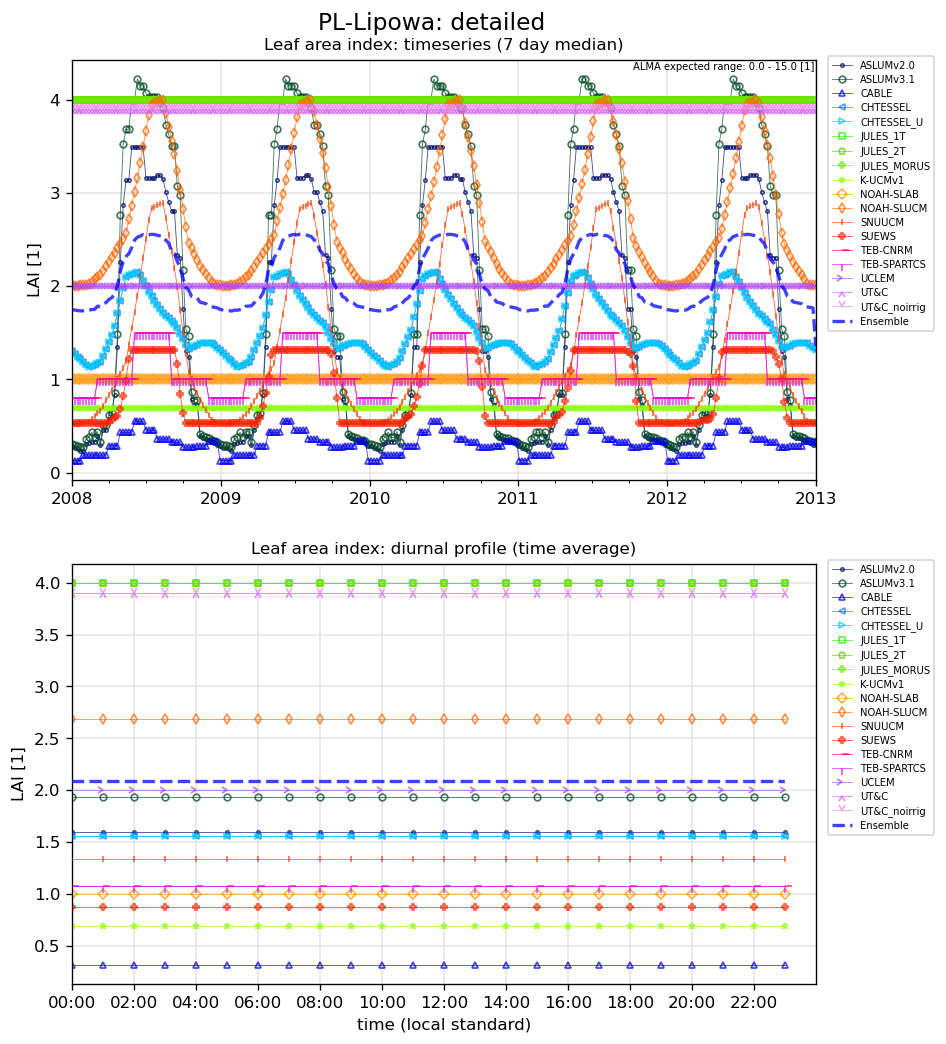 PL-Lipowa: detailed
Leaf area index: timeseries (7 day median)
ALMA expected range: 0.0 - 15.0 [1]
LAI [1]
4
3
2
1
0
2008
2009
2010
2011
2012
2013
ASLUMv2.0
ASLUMv3.1
CABLE
CHTESSEL
CHTESSEL_U
JULES_1T
JULES_2T
JULES_MORUS
K-UCMv1
NOAH-SLAB
NOAH-SLUCM
SNUUCM
SUEWS
TEB-CNRM
TEB-SPARTCS
UCLEM
UT&C
UT&C_noirrig
Ensemble
Leaf area index: diurnal profile (time average)
LAI [1]
4.0
3.5
3.0
2.5
2.0
1.5
1.0
0.5
00:00
02:00
04:00
06:00
08:00
10:00
12:00
14:00
16:00
18:00
20:00
22:00
time (local standard)
ASLUMv2.0
ASLUMv3.1
CABLE
CHTESSEL
CHTESSEL_U
JULES_1T
JULES_2T
JULES_MORUS
K-UCMv1
NOAH-SLAB
NOAH-SLUCM
SNUUCM
SUEWS
TEB-CNRM
TEB-SPARTCS
UCLEM
UT&C
UT&C_noirrig
Ensemble